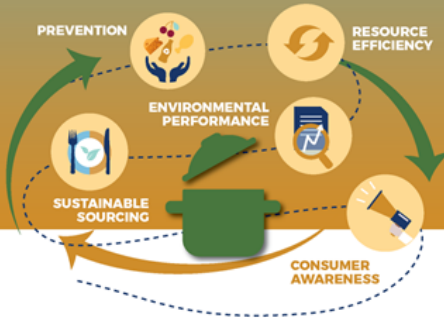 PREVENTION
RESOURCE
EFFICIENCY
ENVIRONMENTAL
PERFORMANCE
SUSTAINABLE
SOURCING
CONSUMER
AWARENESS